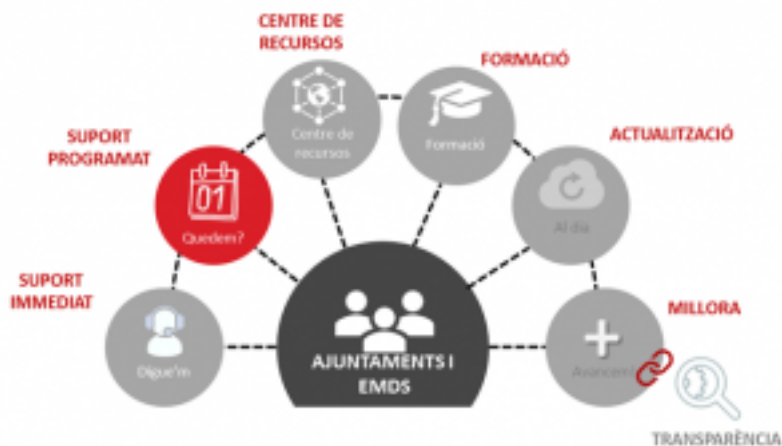 CENTRE DE
RECURSOS
FORMACIÓ
SUPORT
PROGRAMAT
ACTUALITZACIÓ
Centre de
recursos
Formació
01
Quedem?
Al dia
SUPORT
IMMEDIAT
MILLORA
Digue'm
AJUNTAMENTS I
EMDS
TRANSPARÈNCIA